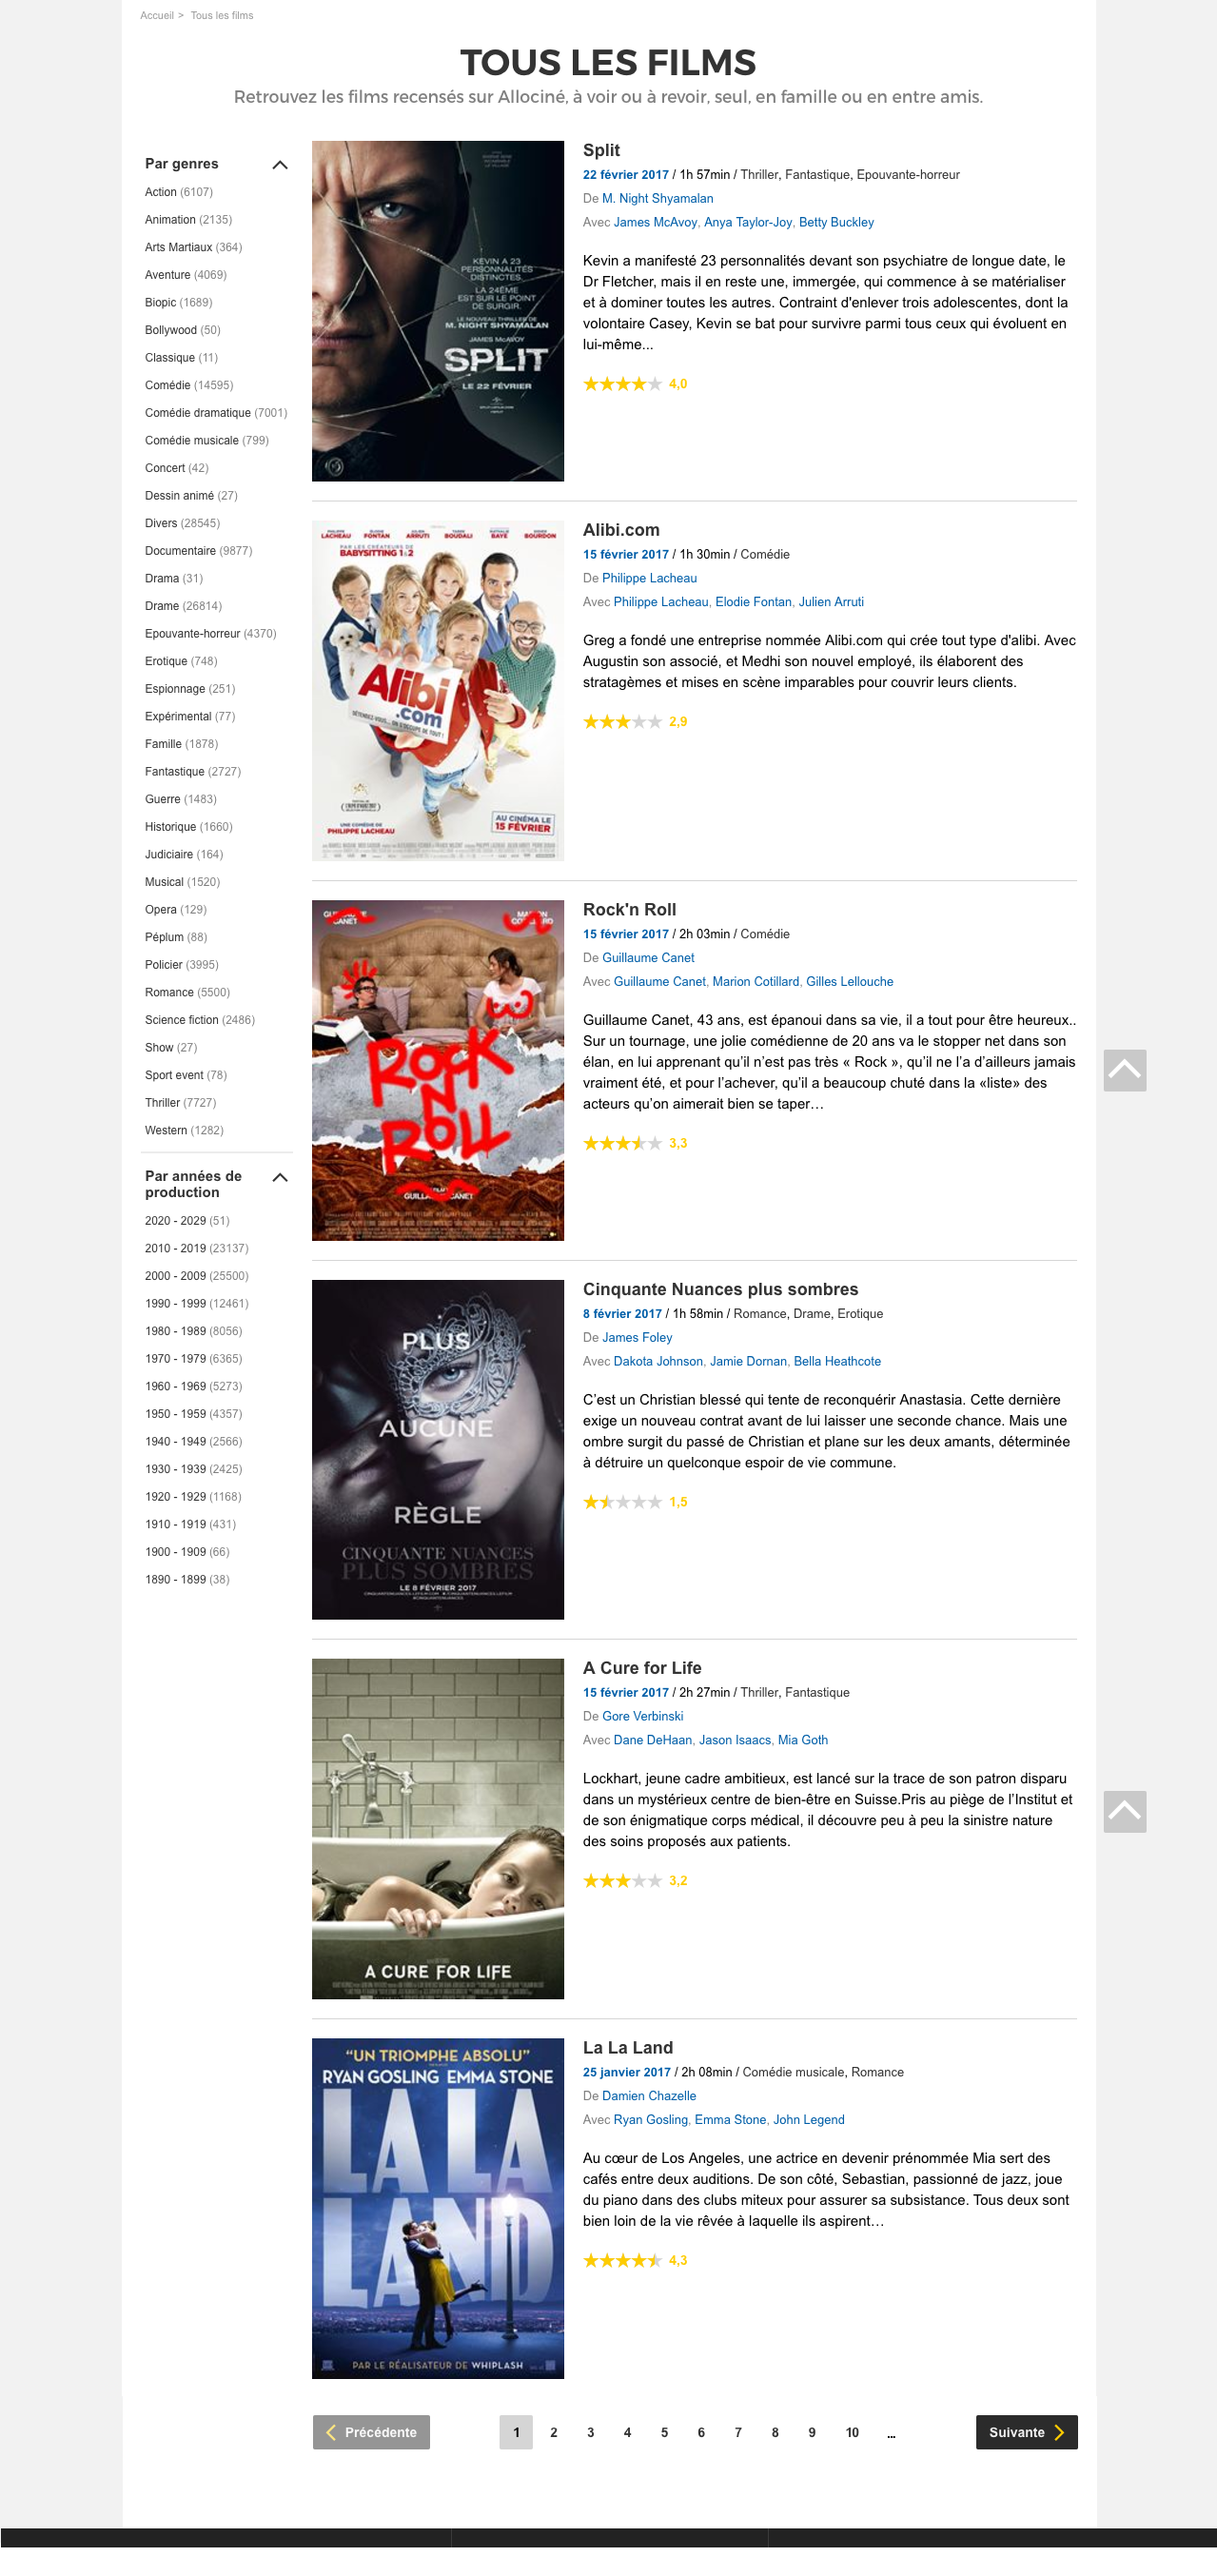 Accueil > Tous les films
TOUS LES FILMS
Retrouvez les films recensés sur Allociné, à voir ou à revoir, seul, en famille ou en entre amis.
Par genres
Action (6107)
Animation (2135)
Arts Martiaux (364)
Aventure (4069)
Biopic (1689)
Bollywood (50)
Classique (11)
Comédie (14595)
Comédie dramatique (7001)
Comédie musicale (799)
Concert (42)
Dessin animé (27)
Divers (28545)
Documentaire (9877)
Drama (31)
Drame (26814)
Epouvante-horreur (4370)
Erotique (748)
Espionnage (251)
Expérimental (77)
Famille (1878)
Fantastique (2727)
Guerre (1483)
Historique (1660)
Judiciaire (164)
Musical (1520)
Opera (129)
Péplum (88)
Policier (3995)
Romance (5500)
Science fiction (2486)
Show (27)
Sport event (78)
Thriller (7727)
Western (1282)
Par années de
production
2020 - 2029 (51)
2010 - 2019 (23137)
2000 - 2009 (25500)
1990 - 1999 (12461)
1980 - 1989 (8056)
1970 - 1979 (6365)
1960 - 1969 (5273)
1950 - 1959 (4357)
1940 - 1949 (2566)
1930 - 1939 (2425)
1920 - 1929 (1168)
1910 - 1919 (431)
1900 - 1909 (66)
1890 - 1899 (38)
KEVIN A 23
PERSONNALITÉS
DISTINCTES.
LA 24ÈME
EST SUR LE POINT
DE SURGIR.
LE NOUVEAU THRILLER DE
M. NIGHT SHYAMALAN
JAMES McAVOY
SPLIT
LE 22 FÉVRIER
Split
22 février 2017 / 1h 57min / Thriller, Fantastique, Epouvante-horreur
De M. Night Shyamalan
Avec James McAvoy, Anya Taylor-Joy, Betty Buckley
Kevin a manifesté 23 personnalités devant son psychiatre de longue date, le
Dr Fletcher, mais il en reste une, immergée, qui commence à se matérialiser
et à dominer toutes les autres. Contraint d'enlever trois adolescentes, dont la
volontaire Casey, Kevin se bat pour survivre parmi tous ceux qui évoluent en
lui-même...
4,0
LACHEAU FONTAN ARRUTI BOUDALI BAYE BOURDON
PAR LES CRÉATEURS DE
BABYSITTING 1&2
Alibi
.com
UNE COMÉDIE DE
PHILIPPE LACHEAU
AU CINÉMA LE
15 FÉVRIER
Alibi.com
15 février 2017 / 1h 30min / Comédie
De Philippe Lacheau
Avec Philippe Lacheau, Elodie Fontan, Julien Arruti
Greg a fondé une entreprise nommée Alibi.com qui crée tout type d'alibi. Avec
Augustin son associé, et Medhi son nouvel employé, ils élaborent des
stratagèmes et mises en scène imparables pour couvrir leurs clients.
2,9
CANET
ROCK
N
ROLL
Rock'n Roll
15 février 2017 / 2h 03min / Comédie
De Guillaume Canet
Avec Guillaume Canet, Marion Cotillard, Gilles Lellouche
Guillaume Canet, 43 ans, est épanoui dans sa vie, il a tout pour être heureux..
Sur un tournage, une jolie comédienne de 20 ans va le stopper net dans son
élan, en lui apprenant qu’il n’est pas très « Rock », qu’il ne l’a d’ailleurs jamais
vraiment été, et pour l’achever, qu’il a beaucoup chuté dans la «liste» des
acteurs qu’on aimerait bien se taper…
3,3
PLUS
AUCUNE
RÈGLE
CINQUANTE NUANCES
PLUS SOMBRES
LE 8 FÉVRIER 2017
Cinquante Nuances plus sombres
8 février 2017 / 1h 58min / Romance, Drame, Erotique
De James Foley
Avec Dakota Johnson, Jamie Dornan, Bella Heathcote
C’est un Christian blessé qui tente de reconquérir Anastasia. Cette dernière
exige un nouveau contrat avant de lui laisser une seconde chance. Mais une
ombre surgit du passé de Christian et plane sur les deux amants, déterminée
à détruire un quelconque espoir de vie commune.
1,5
A CURE FOR LIFE
A Cure for Life
15 février 2017 / 2h 27min / Thriller, Fantastique
De Gore Verbinski
Avec Dane DeHaan, Jason Isaacs, Mia Goth
Lockhart, jeune cadre ambitieux, est lancé sur la trace de son patron disparu
dans un mystérieux centre de bien-être en Suisse.Pris au piège de l’Institut et
de son énigmatique corps médical, il découvre peu à peu la sinistre nature
des soins proposés aux patients.
3,2
“UN TRIOMPHE ABSOLU”
RYAN GOSLING EMMA STONE
LA LA
LAND
PAR LE RÉALISATEUR DE WHIPLASH
La La Land
25 janvier 2017 / 2h 08min / Comédie musicale, Romance
De Damien Chazelle
Avec Ryan Gosling, Emma Stone, John Legend
Au cœur de Los Angeles, une actrice en devenir prénommée Mia sert des
cafés entre deux auditions. De son côté, Sebastian, passionné de jazz, joue
du piano dans des clubs miteux pour assurer sa subsistance. Tous deux sont
bien loin de la vie rêvée à laquelle ils aspirent…
4,3
Précédente 1 2 3 4 5 6 7 8 9 10 ... Suivante